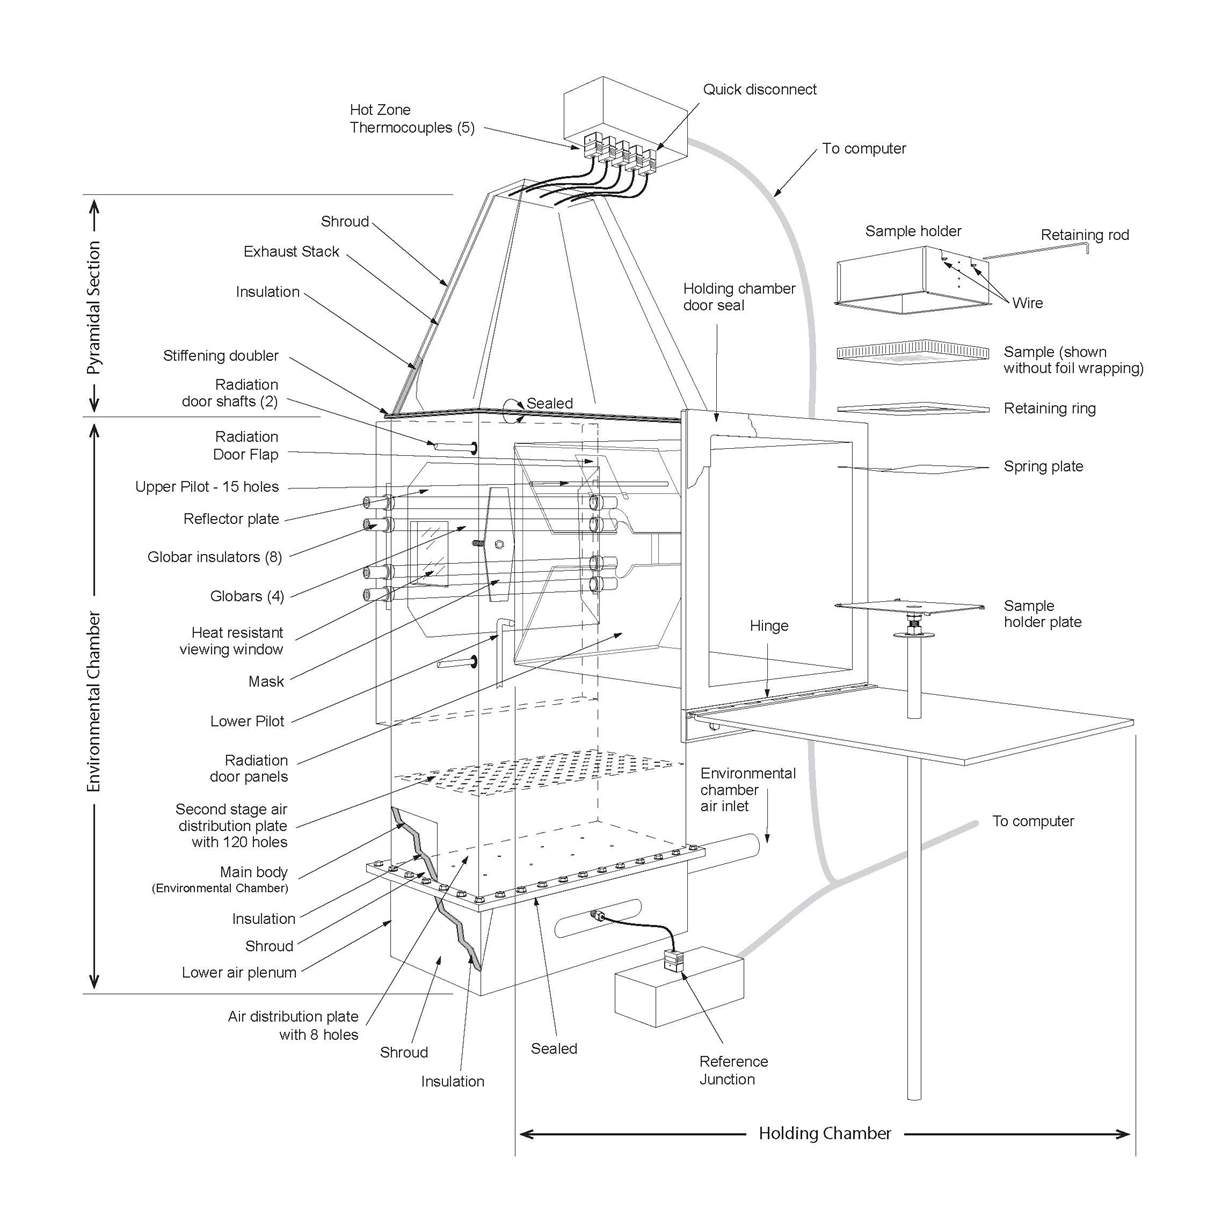 Quick disconnect
Hot Zone
Thermocouples (5)
To computer
Shroud
Exhaust Stack
Insulation
Stiffening doubler
Radiation
door shafts (2)
Radiation
Door Flap
Upper Pilot - 15 holes
Reflector plate
Globar insulators (8)
Globars (4)
Heat resistant
viewing window
Mask
Lower Pilot
Radiation
door panels
Second stage air
distribution plate
with 120 holes
Main body
(Environmental Chamber)
Insulation
Shroud
Lower air plenum
Air distribution plate
with 8 holes
Shroud
Insulation
Pyramidal Section
Environmental Chamber
Sealed
Holding chamber
door seal
Sample holder
Retaining rod
Wire
Sample (shown
without foil wrapping)
Retaining ring
Spring plate
Sample
holder plate
Hinge
Environmental
chamber
air inlet
To computer
Sealed
Reference
Junction
Holding Chamber